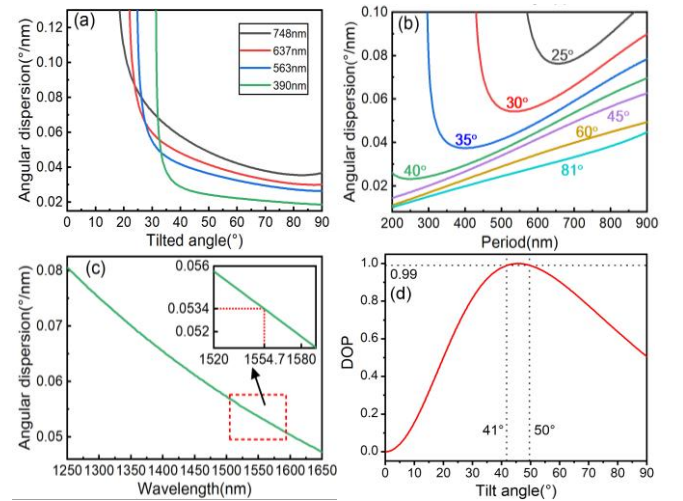 (a)
748nm
637nm
563nm
390nm
Angular dispersion(°/nm)
0.12
0.10
0.08
0.06
0.04
0.02
0 10 20 30 40 50 60 70 80 90
Tilted angle(°)
(b)
0.10
0.08
0.06
0.04
0.02
Angular dispersion(°/nm)
25°
30°
35°
40°
45°
60°
81°
200 300 400 500 600 700 800 900
Period(nm)
(c)
0.08
0.07
0.06
0.05
Angular dispersion(°/nm)
0.056
0.0534
0.052
1520 1554.7 1580
1250 1300 1350 1400 1450 1500 1550 1600 1650
Wavelength(nm)
(d)
1.0
0.8
0.6
0.4
0.2
0.0
DOP
0.99
41°
50°
0 10 20 30 40 50 60 70 80 90
Tilt angle(°)